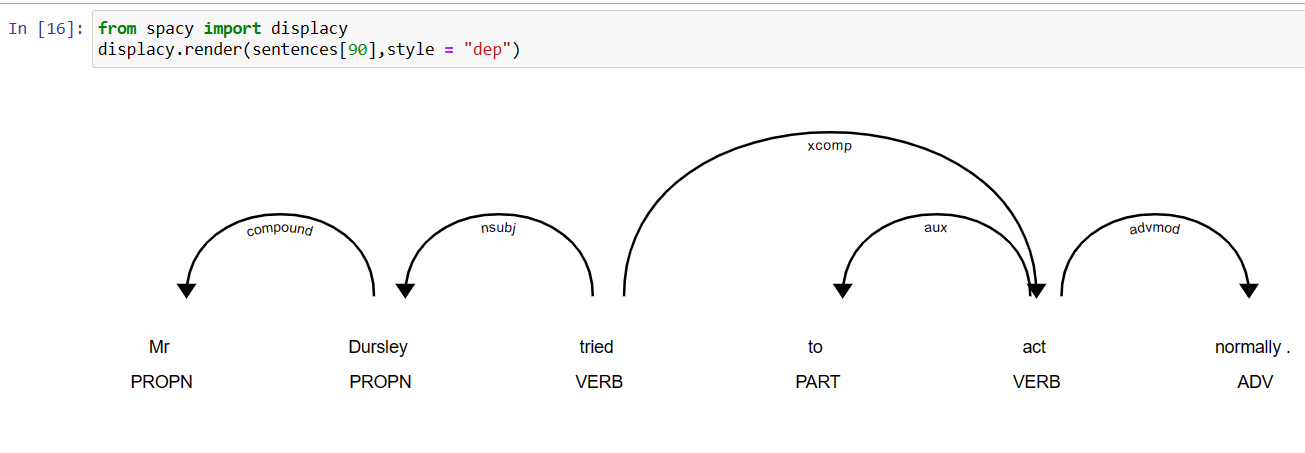 In [16]: from spacy import displacy
displacy.render(sentences[90],style = "dep")
xcomp
compound nsubj aux advmod
Mr Dursley tried to act normally .
PROPN PROPN VERB PART VERB ADV